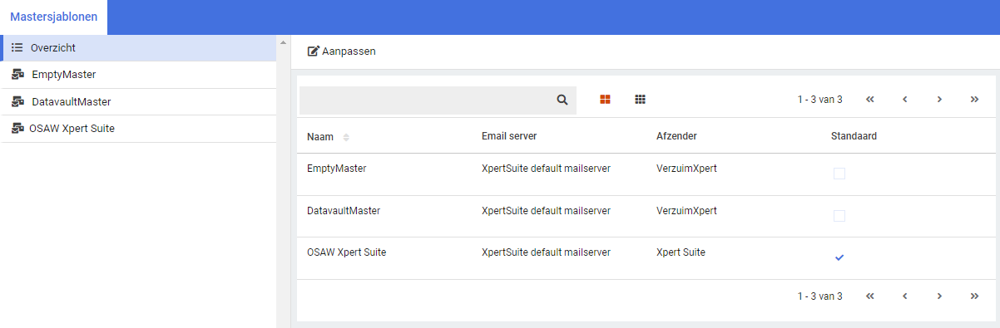 Mastersjablonen
Overzicht
EmptyMaster
DatavaultMaster
OSAW Xpert Suite
Aanpassen
1 - 3 van 3
Naam Email server Afzender Standaard
EmptyMaster XpertSuite default mailserver VerzuimXpert
DatavaultMaster XpertSuite default mailserver VerzuimXpert
OSAW Xpert Suite XpertSuite default mailserver Xpert Suite
1 - 3 van 3